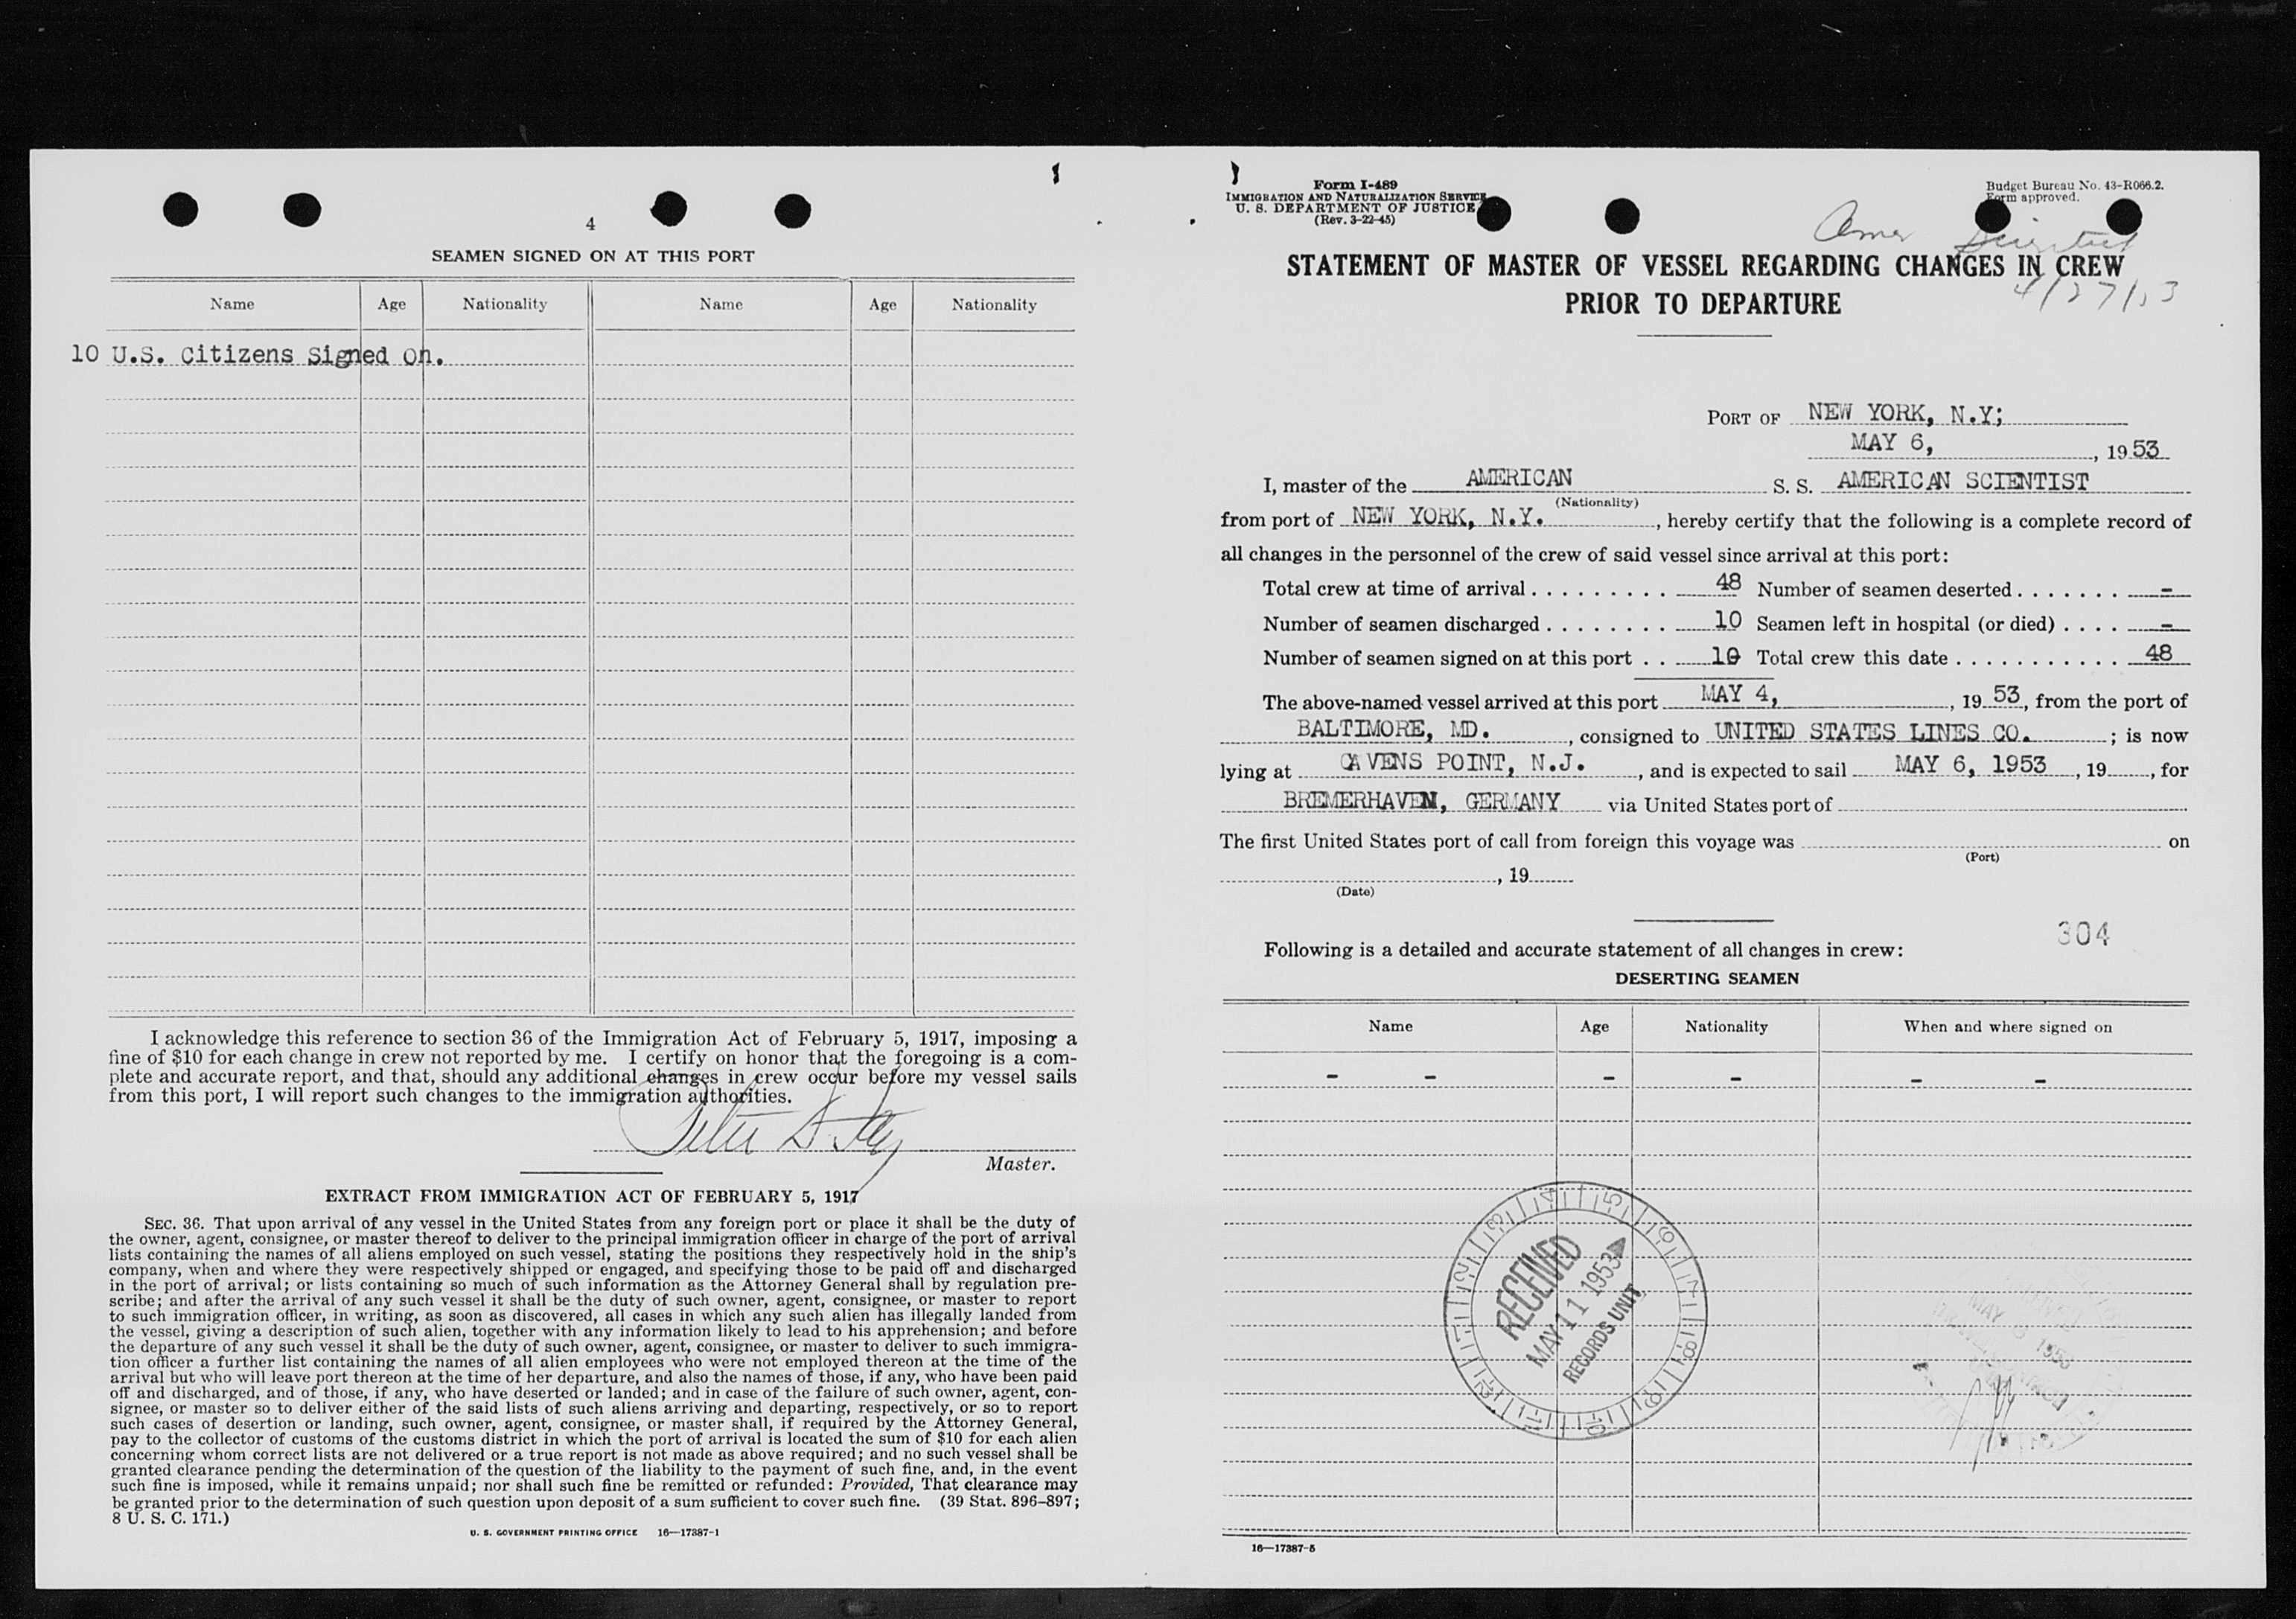 4
SEAMEN SIGNED ON AT THIS PORT
Name Age Nationality Name Age Nationality
10 U.S. Citizens Signed On.
I acknowledge this reference to section 36 of the Immigration Act of February 5, 1917, imposing a
fine of $10 for each change in crew not reported by me. I certify on honor that the foregoing is a com-
plete and accurate report, and that, should any additional changes in crew occur before my vessel sails
from this port, I will report such changes to the immigration authorities.
Peter
Master.
EXTRACT FROM IMMIGRATION ACT OF FEBRUARY 5, 1917
SEC. 36. That upon arrival of any vessel in the United States from any foreign port or place it shall be the duty of
the owner, agent, consignee, or master thereof to deliver to the principal immigration officer in charge of the port of arrival
lists containing the names of all aliens employed on such vessel, stating the positions they respectively hold in the ship's
company, when and where they were respectively shipped or engaged, and specifying those to be paid off and discharged
in the port of arrival; or lists containing so much of such information as the Attorney General shall by regulation pre-
scribe; and after the arrival of any such vessel it shall be the duty of such owner, agent, consignee, or master to report
to such immigration officer, in writing, as soon as discovered, all cases in which any such alien has illegally landed from
the vessel, giving a description of such alien, together with any information likely to lead to his apprehension; and before
the departure of any such vessel it shall be the duty of such owner, agent, consignee, or master to deliver to such immigra-
tion officer a further list containing the names of all alien employees who were not employed thereon at the time of the
arrival but who will leave port thereon at the time of her departure, and also the names of those, if any, who have been paid
off and discharged, and of those, if any, who have deserted or landed; and in case of the failure of such owner, agent, con-
signee, or master so to deliver either of the said lists of such aliens arriving and departing, respectively, or so to report
such cases of desertion or landing, such owner, agent, consignee, or master shall, if required by the Attorney General,
pay to the collector of customs of the customs district in which the port of arrival is located the sum of $10 for each alien
concerning whom correct lists are not delivered or a true report is not made as above required; and no such vessel shall be
granted clearance pending the determination of the question of the liability to the payment of such fine, and, in the event
such fine is imposed, while it remains unpaid; nor shall such fine be remitted or refunded: Provided, That clearance may
be granted prior to the determination of such question upon deposit of a sum sufficient to cover such fine. (39 Stat. 896–897;
8 U. S. C. 171.)
U. S. GOVERNMENT PRINTING OFFICE 16—17387-1
Form I-489
IMMIGRATION AND NATURALIZATION SERVICE
U. S. DEPARTMENT OF JUSTICE
(Rev. 3-22-45)
Budget Bureau No. 43-R066.2.
Form approved.
Amer Scientist
4/27/53
STATEMENT OF MASTER OF VESSEL REGARDING CHANGES IN CREW
PRIOR TO DEPARTURE
PORT OF NEW YORK, N.Y;
MAY 6, , 1953
I, master of the AMERICAN S. S. AMERICAN SCIENTIST
(Nationality)
from port of NEW YORK, N.Y. , hereby certify that the following is a complete record of
all changes in the personnel of the crew of said vessel since arrival at this port:
Total crew at time of arrival . . . . . . . . . . 48 Number of seamen deserted . . . . . . . -
Number of seamen discharged . . . . . . . . 10 Seamen left in hospital (or died) . . . . -
Number of seamen signed on at this port . . 10 Total crew this date . . . . . . . . . . . 48
The above-named vessel arrived at this port MAY 4, , 19 53, from the port of
BALTIMORE, MD. , consigned to UNITED STATES LINES CO. ; is now
lying at CAVENS POINT, N.J. , and is expected to sail MAY 6, 1953 , 19 , for
BREMERHAVEN, GERMANY via United States port of
The first United States port of call from foreign this voyage was on
(Port)
, 19
(Date)
304
Following is a detailed and accurate statement of all changes in crew:
DESERTING SEAMEN
Name Age Nationality When and where signed on
- - - - - -
RECEIVED
MAY 11 1953
RECORDS UNIT
MAY 1953
16—17387-5